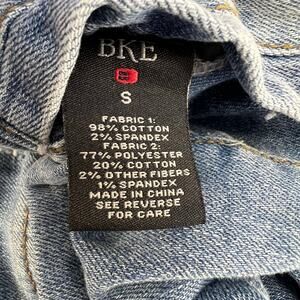 BKE
S
FABRIC 1:
98% COTTON
2% SPANDEX
FABRIC 2:
77% POLYESTER
20% COTTON
2% OTHER FIBERS
1% SPANDEX
MADE IN CHINA
SEE REVERSE
FOR CARE